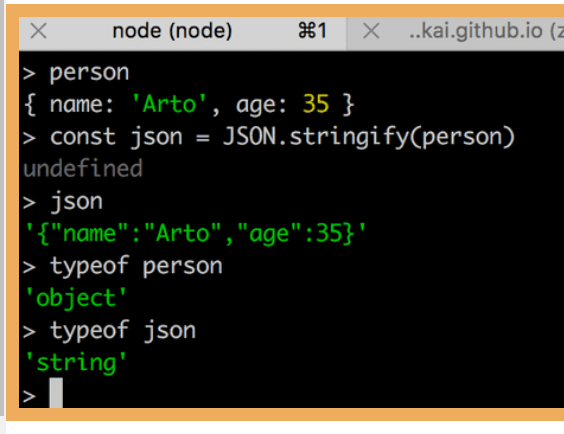 node (node) ⌘1 ..kai.github.io (z
> person
{ name: 'Arto', age: 35 }
> const json = JSON.stringify(person)
undefined
> json
'{"name":"Arto","age":35}'
> typeof person
'object'
> typeof json
'string'
>